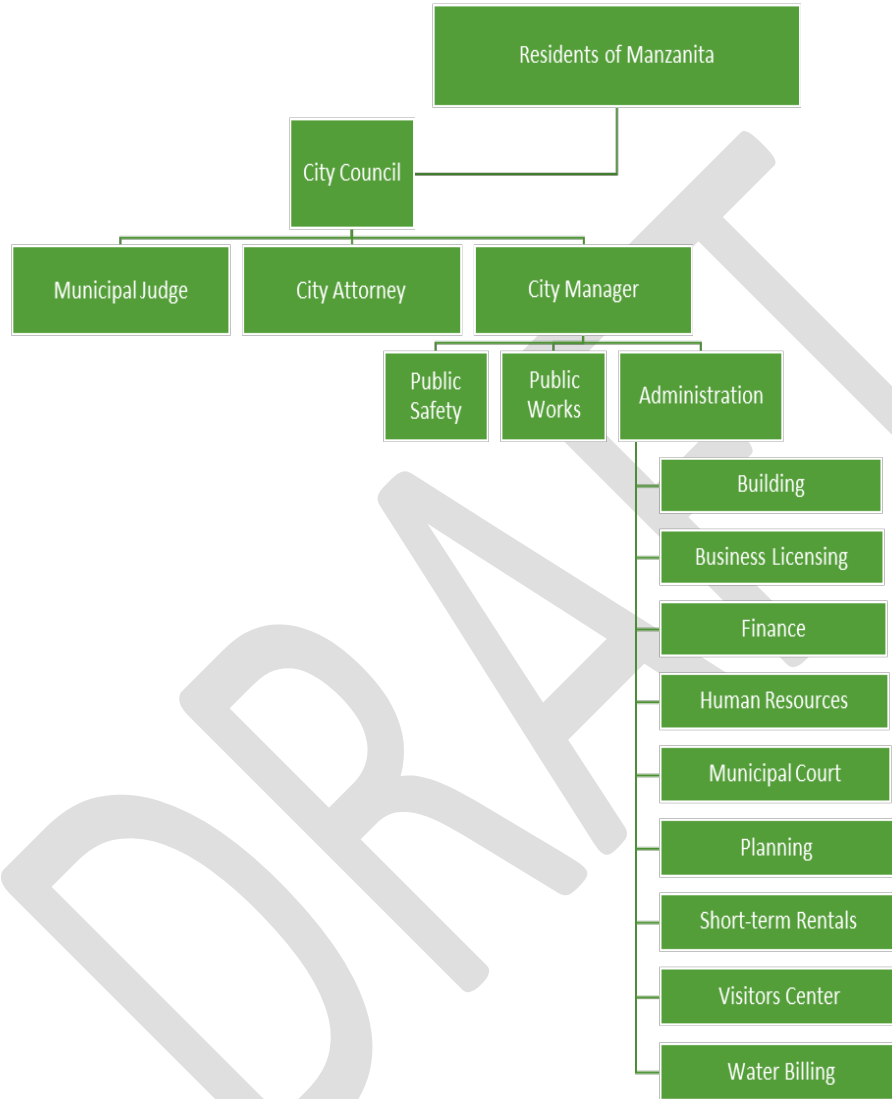 Residents of Manzanita
City Council
Municipal Judge
City Attorney
City Manager
Public
Safety
Public
Works
Administration
Building
Business Licensing
Finance
Human Resources
Municipal Court
Planning
Short-term Rentals
Visitors Center
Water Billing
DRAFT